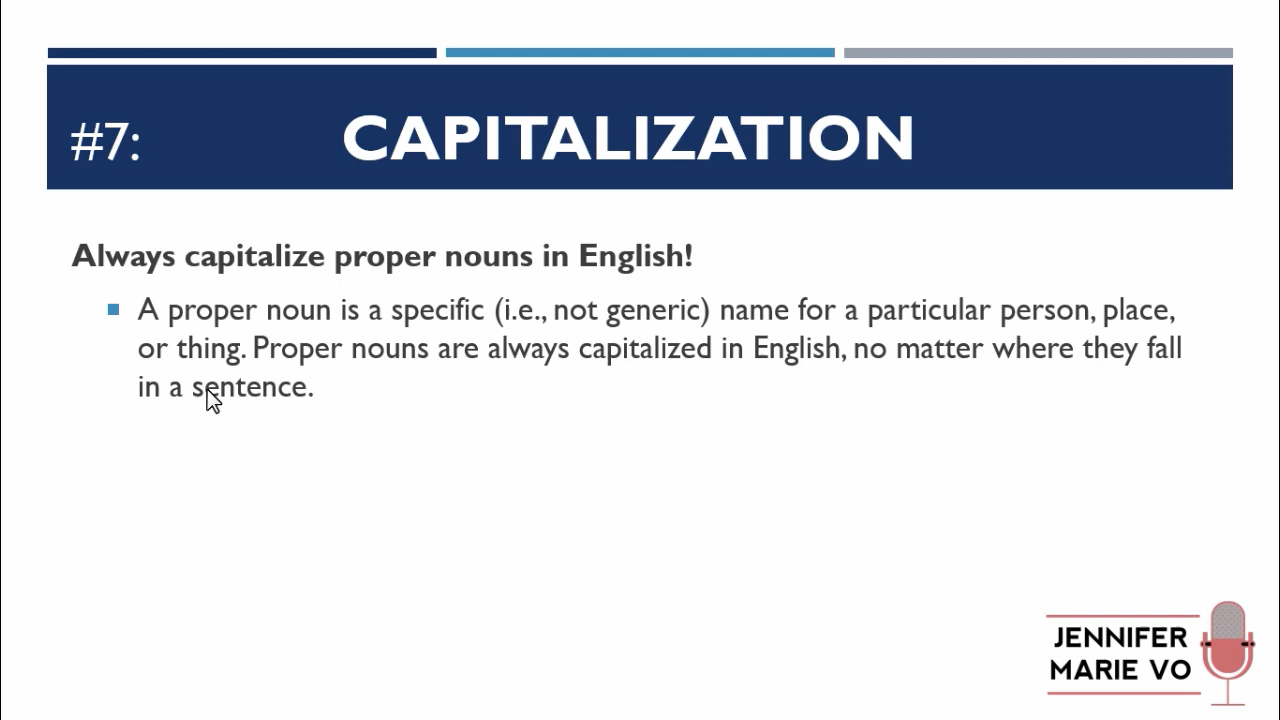 #7: CAPITALIZATION
Always capitalize proper nouns in English!
A proper noun is a specific (i.e., not generic) name for a particular person, place,
or thing. Proper nouns are always capitalized in English, no matter where they fall
in a sentence.
JENNIFER
MARIE VO